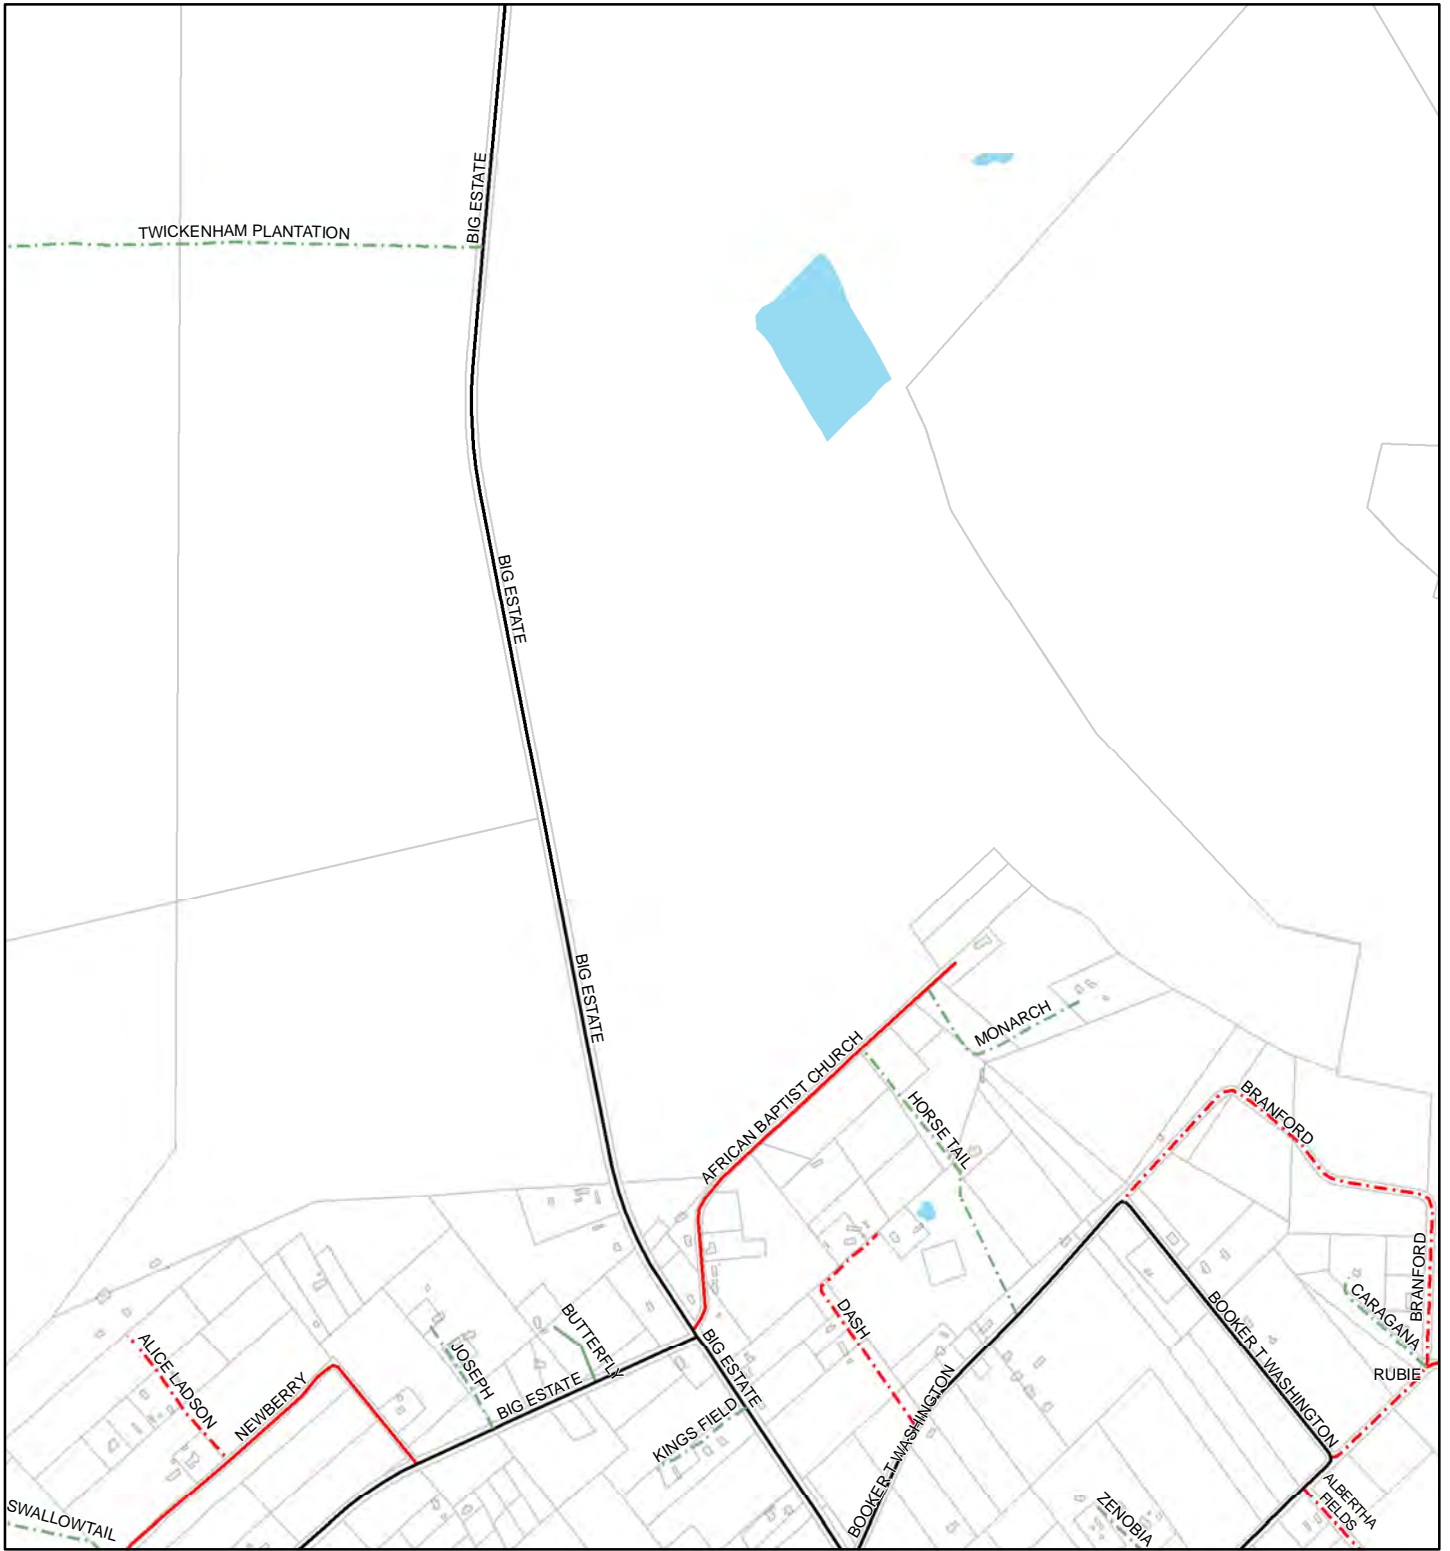 BIG ESTATE
TWICKENHAM PLANTATION
BIG ESTATE
BIG ESTATE
MONARCH
AFRICAN BAPTIST CHURCH
HORSE TAIL
BRANFORD
BRANFORD
CARAGANA
RUBIE
BOOKER T WASHINGTON
DASH
BUTTERFLY
BIG ESTATE
JOSEPH
BIG ESTATE
ALICE LADSON
NEWBERRY
KINGS FIELD
BOOKER T WASHINGTON
SWALLOWTAIL
ZENOBIA
ALBERTHA
FIELDS